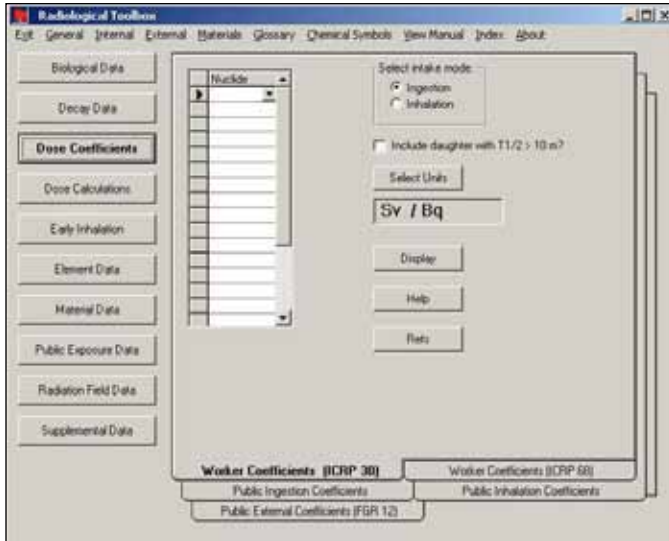 Radiological Toolbox
Exit General Internal External Materials Glossary Chemical Symbols View Manual Index About
Biological Data
Decay Data
Dose Coefficients
Dose Calculations
Early Inhalation
Element Data
Material Data
Public Exposure Data
Radiation Field Data
Supplemental Data
Nuclide
Select intake mode:
Ingestion
Inhalation
Include daughter with T1/2 > 10 m?
Select Units
Sv / Bq
Display
Help
Refs
Worker Coefficients (ICRP 30)
Worker Coefficients (ICRP 68)
Public Ingestion Coefficients
Public Inhalation Coefficients
Public External Coefficients (FGR 12)